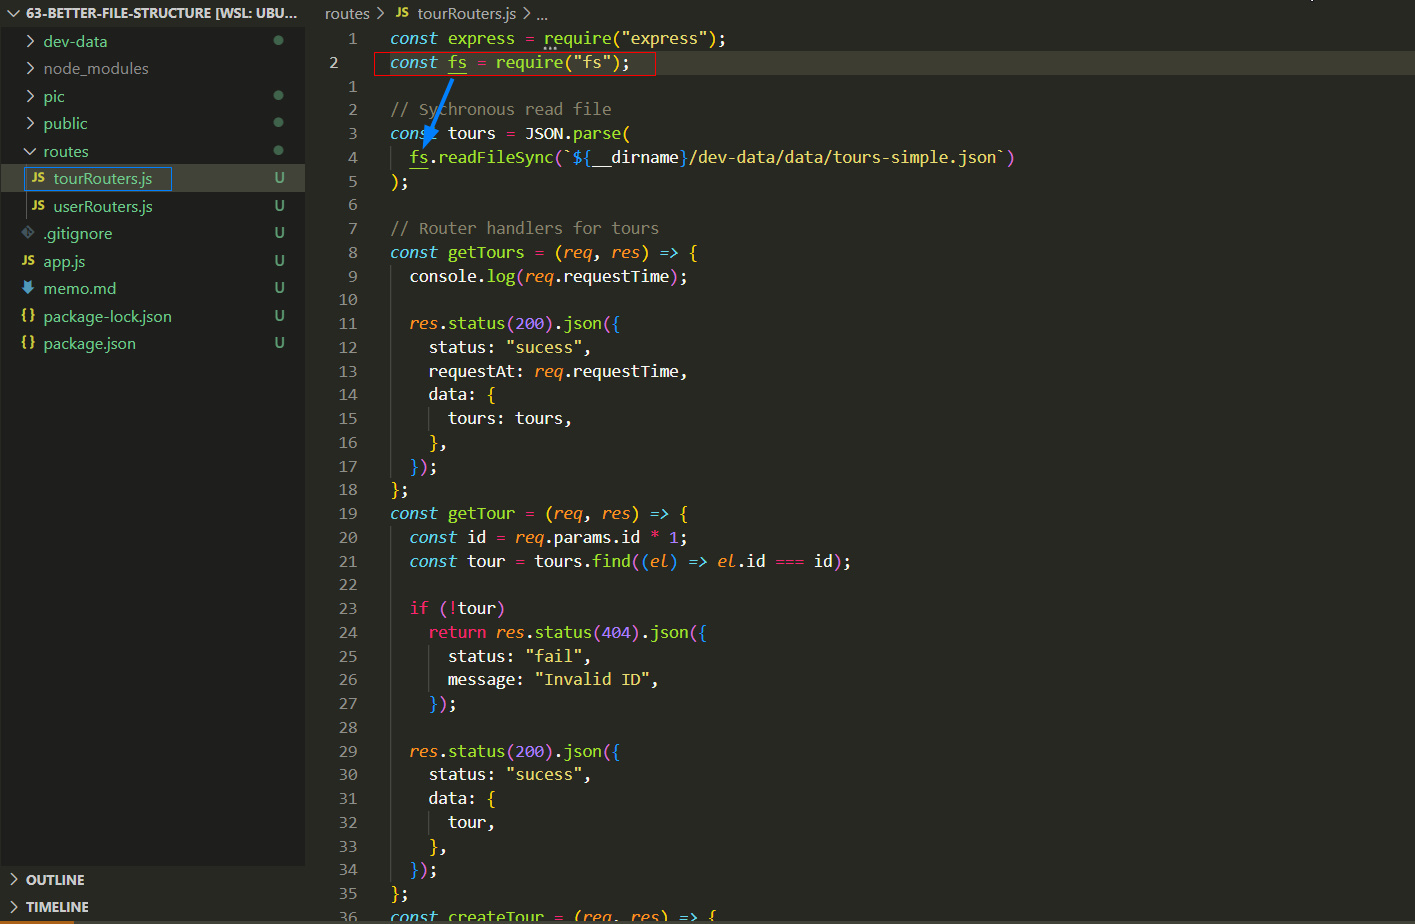 63-BETTER-FILE-STRUCTURE [WSL: UBU...
dev-data
node_modules
pic
public
routes
JS tourRouters.js U
JS userRouters.js U
.gitignore U
JS app.js U
memo.md U
{} package-lock.json U
{} package.json U
OUTLINE
TIMELINE
routes > JS tourRouters.js > ...
1 const express = require("express");
2 const fs = require("fs");
1
2 // Sychronous read file
3 const tours = JSON.parse(
4 fs.readFileSync(`${__dirname}/dev-data/data/tours-simple.json`)
5 );
6
7 // Router handlers for tours
8 const getTours = (req, res) => {
9 console.log(req.requestTime);
10
11 res.status(200).json({
12 status: "sucess",
13 requestAt: req.requestTime,
14 data: {
15 tours: tours,
16 },
17 });
18 };
19 const getTour = (req, res) => {
20 const id = req.params.id * 1;
21 const tour = tours.find((el) => el.id === id);
22
23 if (!tour)
24 return res.status(404).json({
25 status: "fail",
26 message: "Invalid ID",
27 });
28
29 res.status(200).json({
30 status: "sucess",
31 data: {
32 tour,
33 },
34 });
35 };
36 const createTour = (req, res) => {